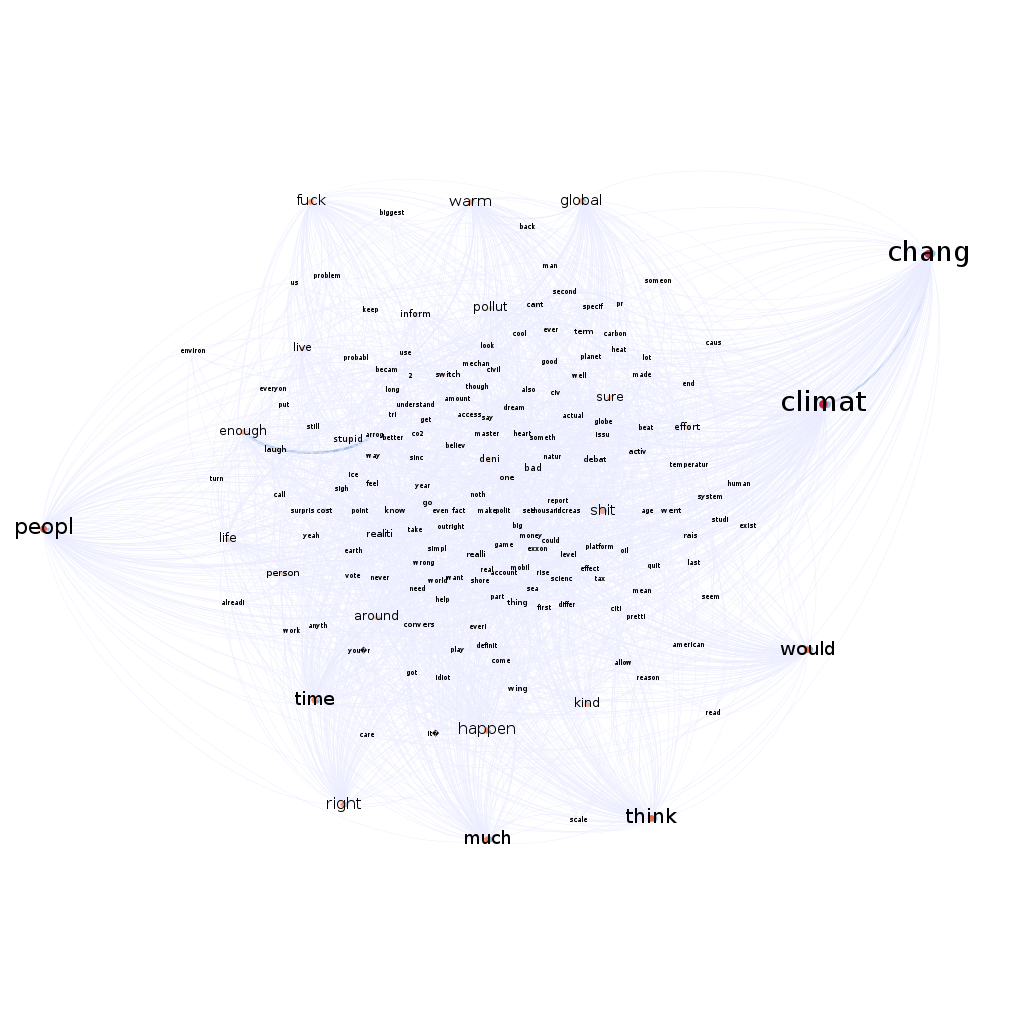 fuck
warm
global
biggest
back
chang
man
us
problem
someon
second
keep
inform
pollut
cant
specif
pr
cool
ever
term
carbon
environ
live
probabl
use
look
good
planet
heat
lot
caus
becam
2
switch
mechan
civil
well
made
everyon
long
though
also
civ
end
put
understand
amount
dream
sure
climat
tri
get
access
say
actual
globe
enough
still
stupid
better
co2
master
heart
someth
issu
beat
effort
laugh
way
sinc
believ
deni
natur
debat
activ
bad
temperatur
turn
ice
feel
one
call
sigh
year
noth
human
system
peopl
surpris
cost
point
know
go
even
fact
make
polit
report
shit
age
went
life
yeah
realiti
take
outright
big
money
could
studi
exist
rais
earth
simpl
realli
game
exxon
level
platform
oil
person
vote
never
wrong
real
account
mobil
rise
scienc
effect
tax
quit
last
world
want
shore
sea
need
alreadi
help
part
thing
first
differ
mean
citi
seem
around
convers
everi
pretti
work
anyth
you�r
play
definit
come
allow
american
would
got
idiot
reason
time
wing
kind
read
care
it�
happen
right
much
scale
think